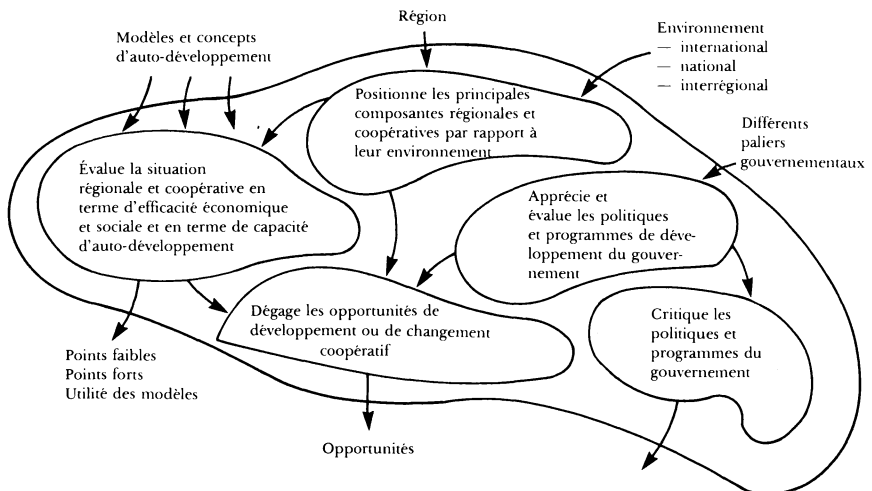 Région
Modèles et concepts
d'auto-développement
Environnement
— international
— national
— interrégional
Positionne les principales
composantes régionales et
coopératives par rapport à
leur environnement
Différents
paliers
gouvernementaux
Évalue la situation
régionale et coopérative en
terme d'efficacité économique
et sociale et en terme de capacité
d'auto-développement
Apprécie et
évalue les politiques
et programmes de déve-
loppement du gouver-
nement
Dégage les opportunités de
développement ou de changement
coopératif
Critique les
politiques et
programmes du
gouvernement
Points faibles
Points forts
Utilité des modèles
Opportunités